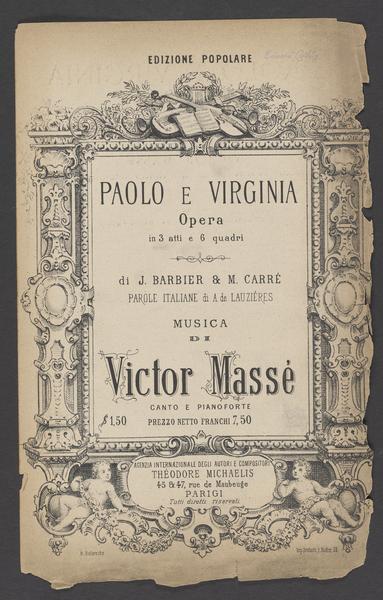 EDIZIONE POPOLARE
PAOLO E VIRGINIA
Opera
in 3 atti e 6 quadri
di J. BARBIER & M. CARRÉ
PAROLE ITALIANE di A de LAUZIÉRES
MUSICA
DI
Victor Massé
CANTO E PIANOFORTE
$1,50 PREZZO NETTO FRANCHI 7,50
AGENZIA INTERNAZIONALE DEGLI AUTORI E COMPOSITORI
THÉODORE MICHAELIS
45 & 47, rue de Maubeuge
PARIGI
Tutti diretti riservati